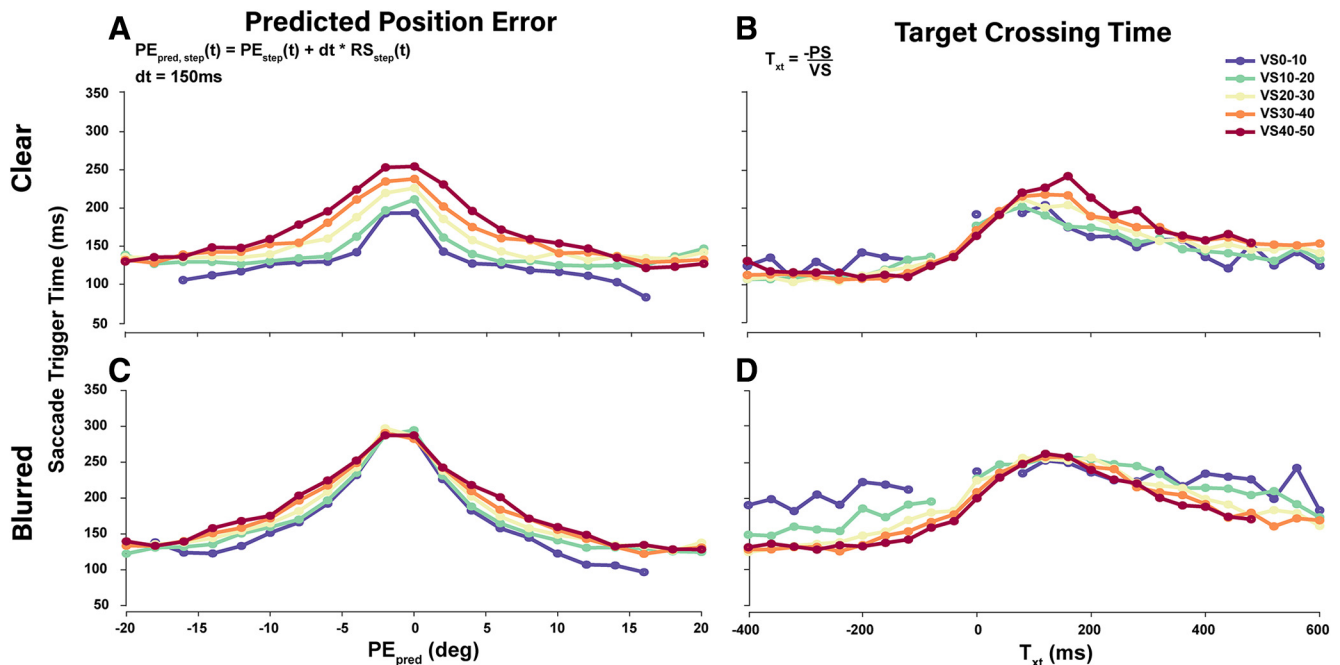 A
Predicted Position Error
PEpred, step(t) = PEstep(t) + dt * RSstep(t)
dt = 150ms
B
Target Crossing Time
Txt = -PS
VS
VS0-10
VS10-20
VS20-30
VS30-40
VS40-50
Clear
Blurred
Saccade Trigger Time (ms)
350
300
250
200
150
100
50
C
D
350
300
250
200
150
100
50
-20
-15
-10
-5
0
5
10
15
20
PEpred (deg)
-400
-200
0
200
400
600
Txt (ms)